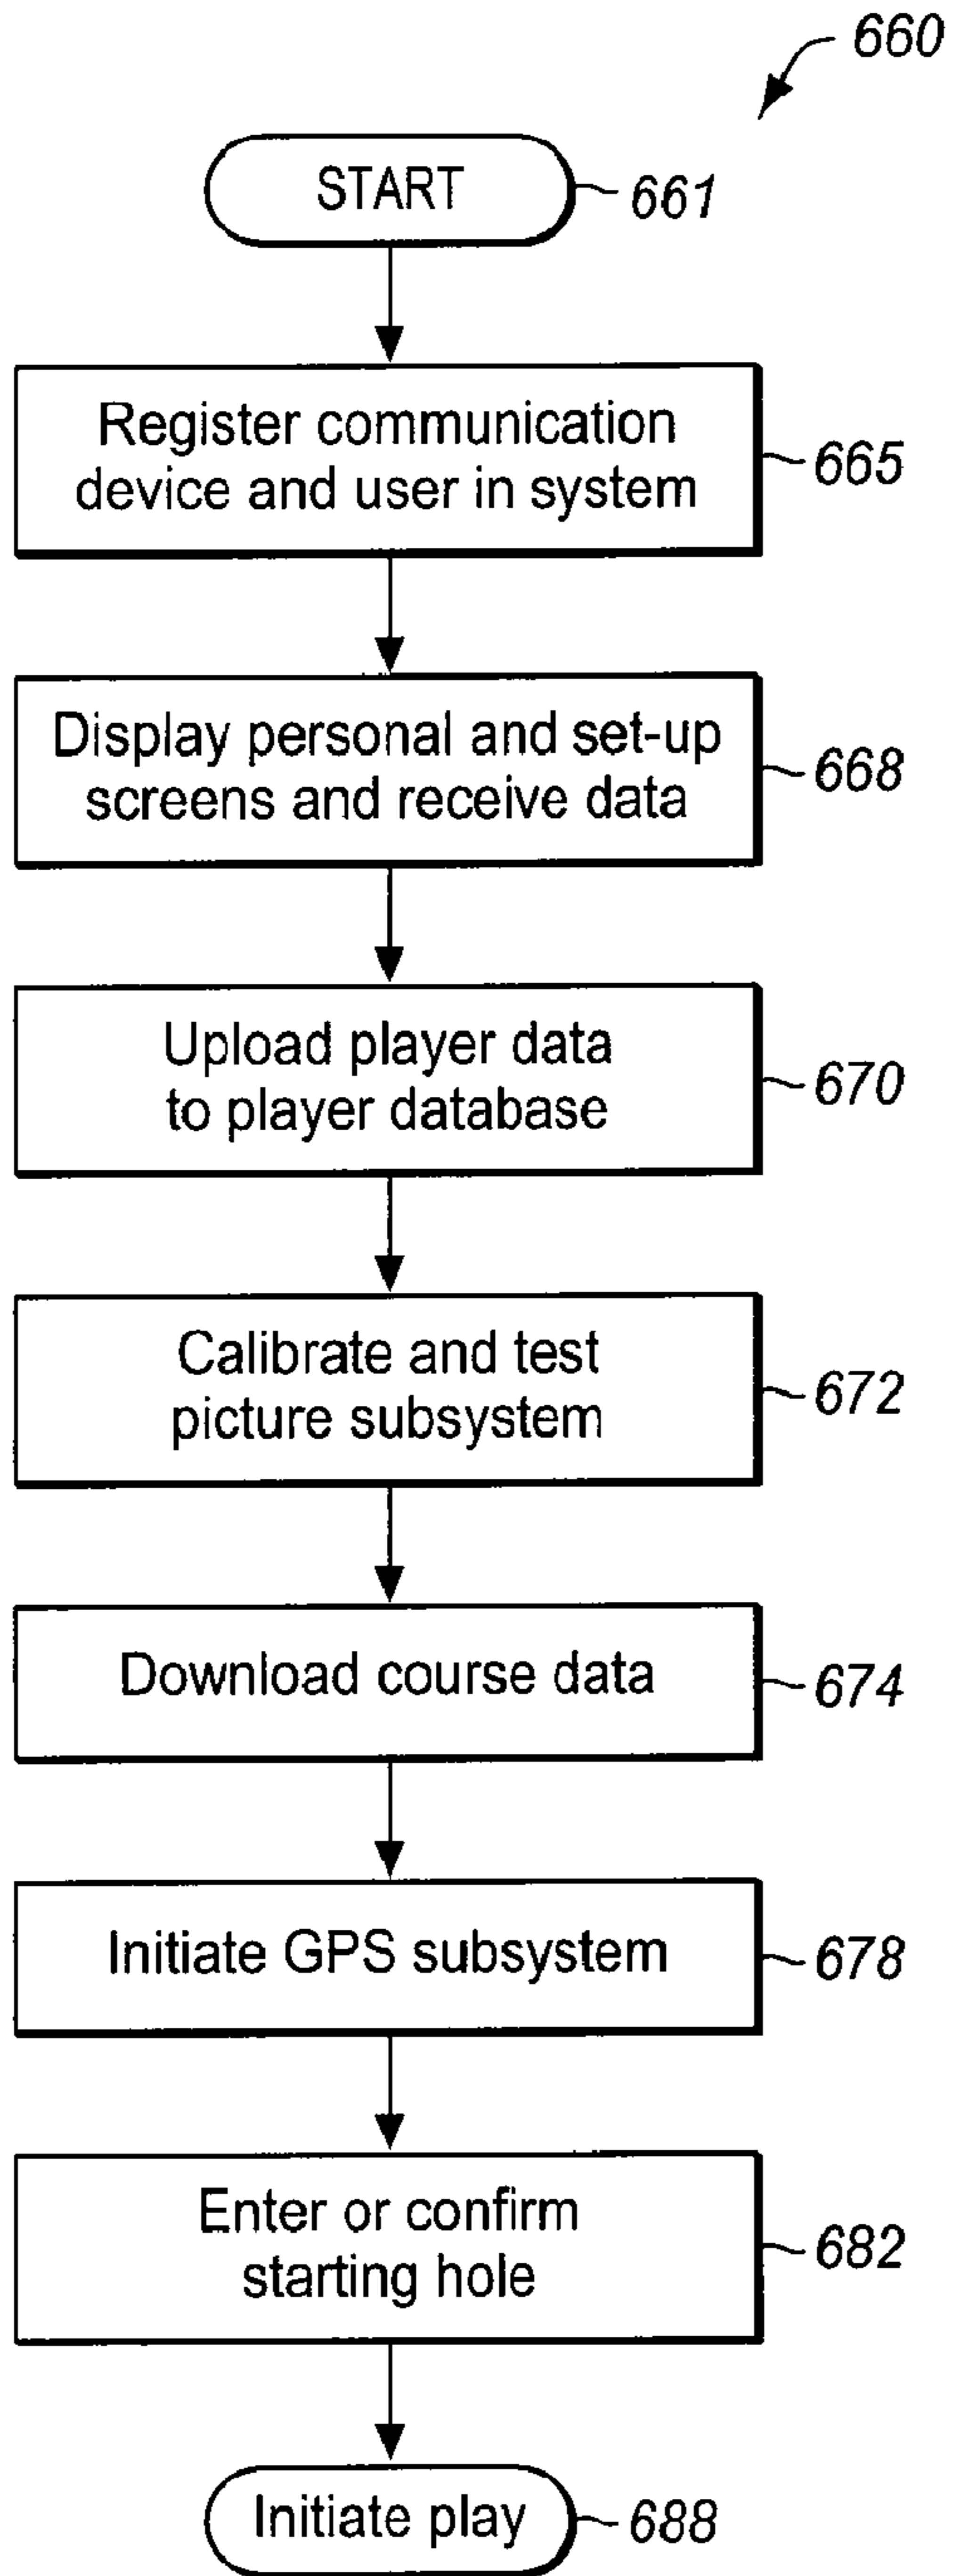 660
START
661
Register communication
device and user in system
665
Display personal and set-up
screens and receive data
668
Upload player data
to player database
670
Calibrate and test
picture subsystem
672
Download course data
674
Initiate GPS subsystem
678
Enter or confirm
starting hole
682
Initiate play
688